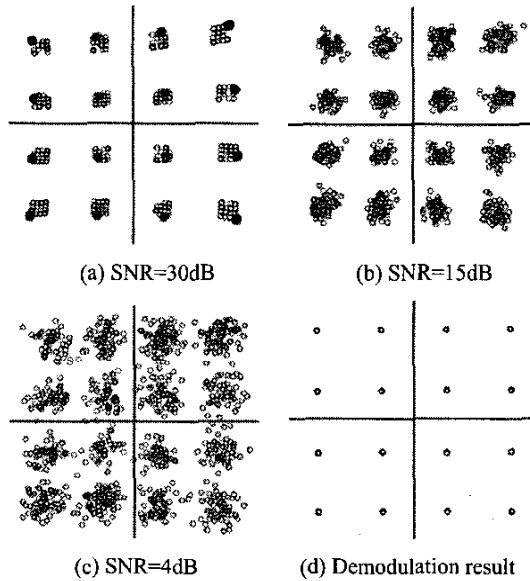 (a) SNR=30dB
(b) SNR=15dB
(c) SNR=4dB
(d) Demodulation result